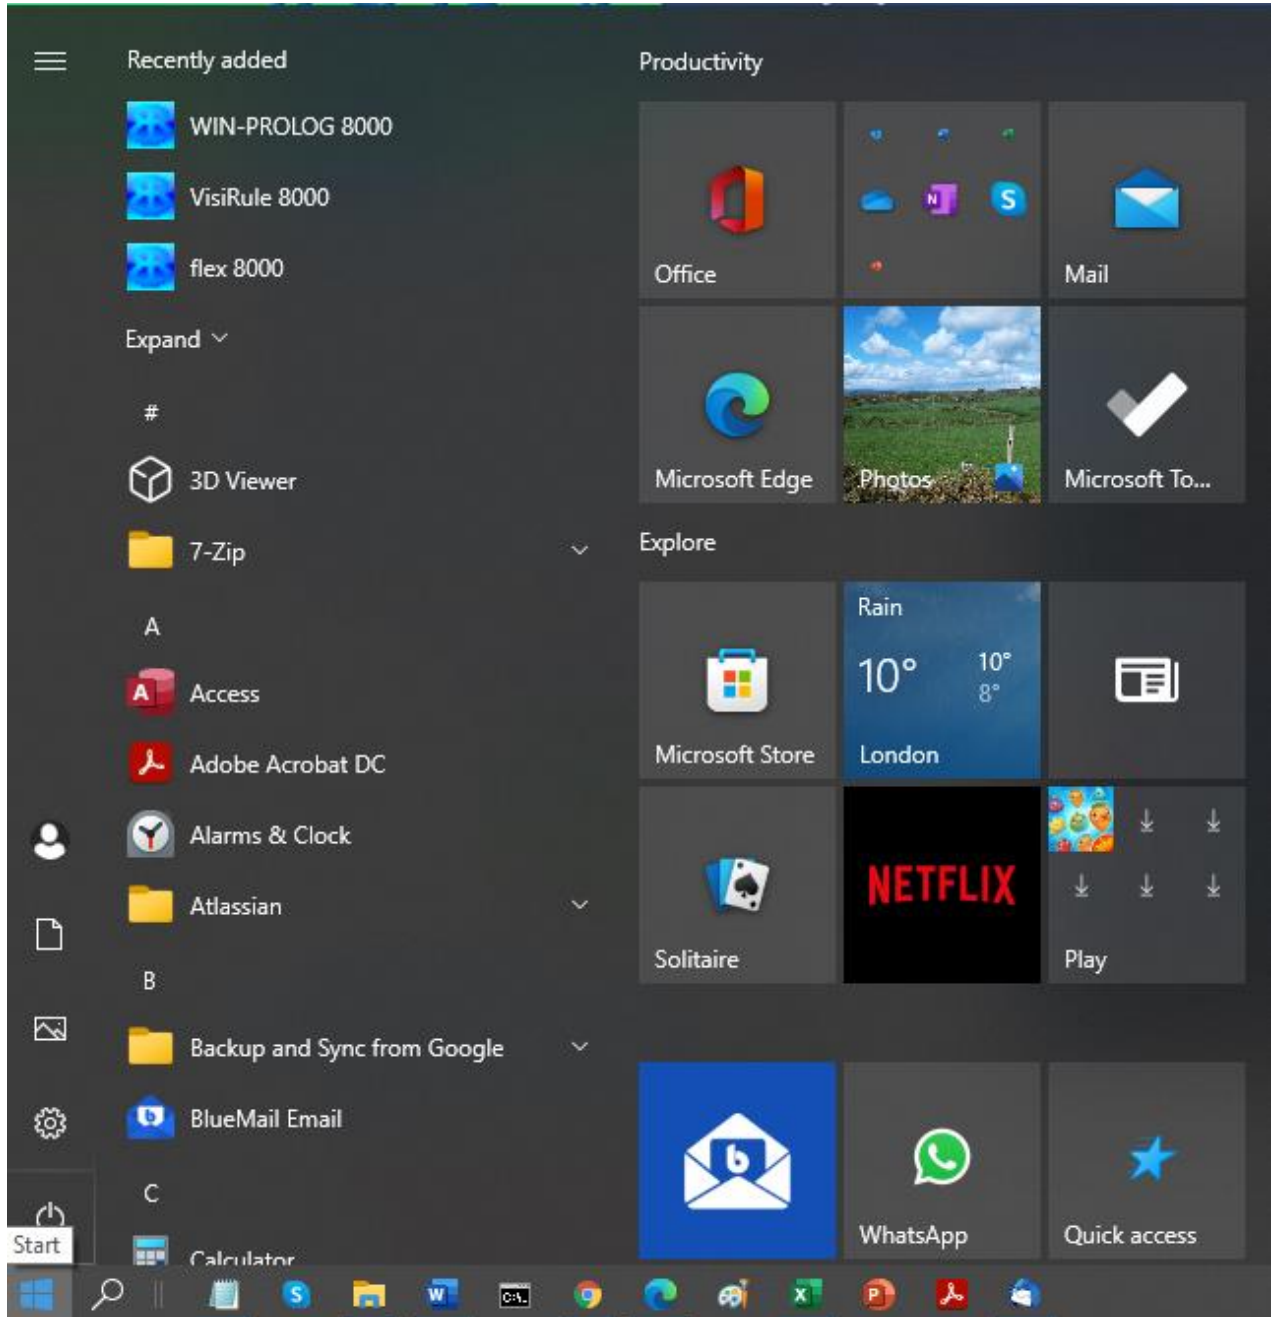 Recently added
WIN-PROLOG 8000
VisiRule 8000
flex 8000
Expand
#
3D Viewer
7-Zip
A
Access
Adobe Acrobat DC
Alarms & Clock
Atlassian
B
Backup and Sync from Google
BlueMail Email
C
Calculator
Start
Productivity
Office
Mail
Microsoft Edge
Photos
Microsoft To...
Explore
Microsoft Store
Rain
10° 10°
8°
London
Solitaire
NETFLIX
Play
WhatsApp
Quick access